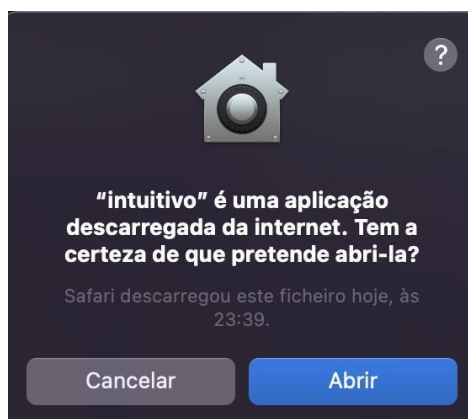 ?
“intuitivo” é uma aplicação
descarregada da internet. Tem a
certeza de que pretende abri-la?
Safari descarregou este ficheiro hoje, às
23:39.
Cancelar
Abrir